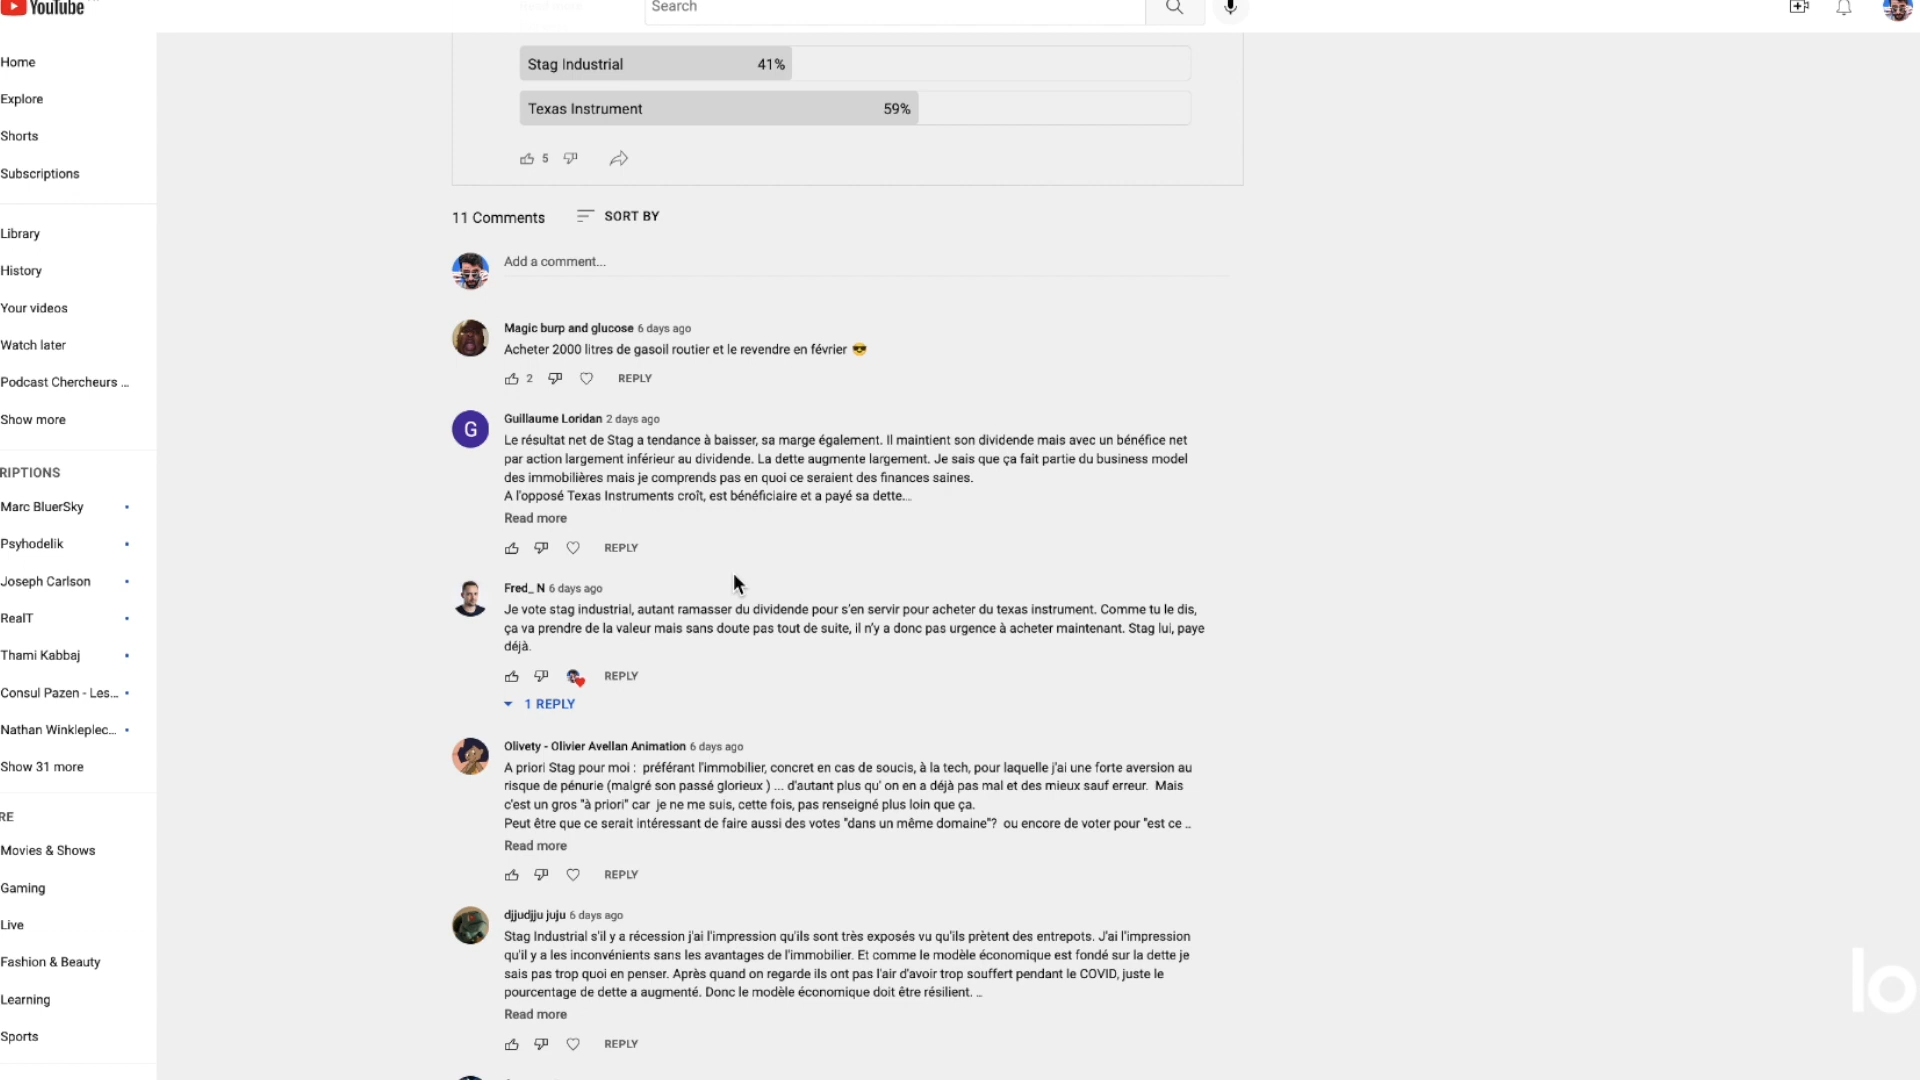 YouTube
Search
Home
Explore
Shorts
Subscriptions
Library
History
Your videos
Watch later
Podcast Chercheurs ...
Show more
RIPTIONS
Marc BluerSky
Psyhodelik
Joseph Carlson
RealT
Thami Kabbaj
Consul Pazen - Les...
Nathan Winkleplec...
Show 31 more
RE
Movies & Shows
Gaming
Live
Fashion & Beauty
Learning
Sports
Stag Industrial 41%
Texas Instrument 59%
5
11 Comments SORT BY
Add a comment...
Magic burp and glucose 6 days ago
Acheter 2000 litres de gasoil routier et le revendre en février 😎
2 REPLY
G
Guillaume Loridan 2 days ago
Le résultat net de Stag a tendance à baisser, sa marge également. Il maintient son dividende mais avec un bénéfice net
par action largement inférieur au dividende. La dette augmente largement. Je sais que ça fait partie du business model
des immobilières mais je comprends pas en quoi ce seraient des finances saines.
A l'opposé Texas Instruments croît, est bénéficiaire et a payé sa dette...
Read more
REPLY
Fred_ N 6 days ago
Je vote stag industrial, autant ramasser du dividende pour s'en servir pour acheter du texas instrument. Comme tu le dis,
ça va prendre de la valeur mais sans doute pas tout de suite, il n'y a donc pas urgence à acheter maintenant. Stag lui, paye
déjà.
REPLY
1 REPLY
Olivety - Olivier Avellan Animation 6 days ago
A priori Stag pour moi : préférant l'immobilier, concret en cas de soucis, à la tech, pour laquelle j'ai une forte aversion au
risque de pénurie (malgré son passé glorieux ) ... d'autant plus qu' on en a déjà pas mal et des mieux sauf erreur. Mais
c'est un gros "à priori" car je ne me suis, cette fois, pas renseigné plus loin que ça.
Peut être que ce serait intéressant de faire aussi des votes "dans un même domaine"? ou encore de voter pour "est ce ...
Read more
REPLY
djjudjju juju 6 days ago
Stag Industrial s'il y a récession j'ai l'impression qu'ils sont très exposés vu qu'ils prètent des entrepots. J'ai l'impression
qu'il y a les inconvénients sans les avantages de l'immobilier. Et comme le modèle économique est fondé sur la dette je
sais pas trop quoi en penser. Après quand on regarde ils ont pas l'air d'avoir trop souffert pendant le COVID, juste le
pourcentage de dette a augmenté. Donc le modèle économique doit être résilient. ...
Read more
REPLY
lo